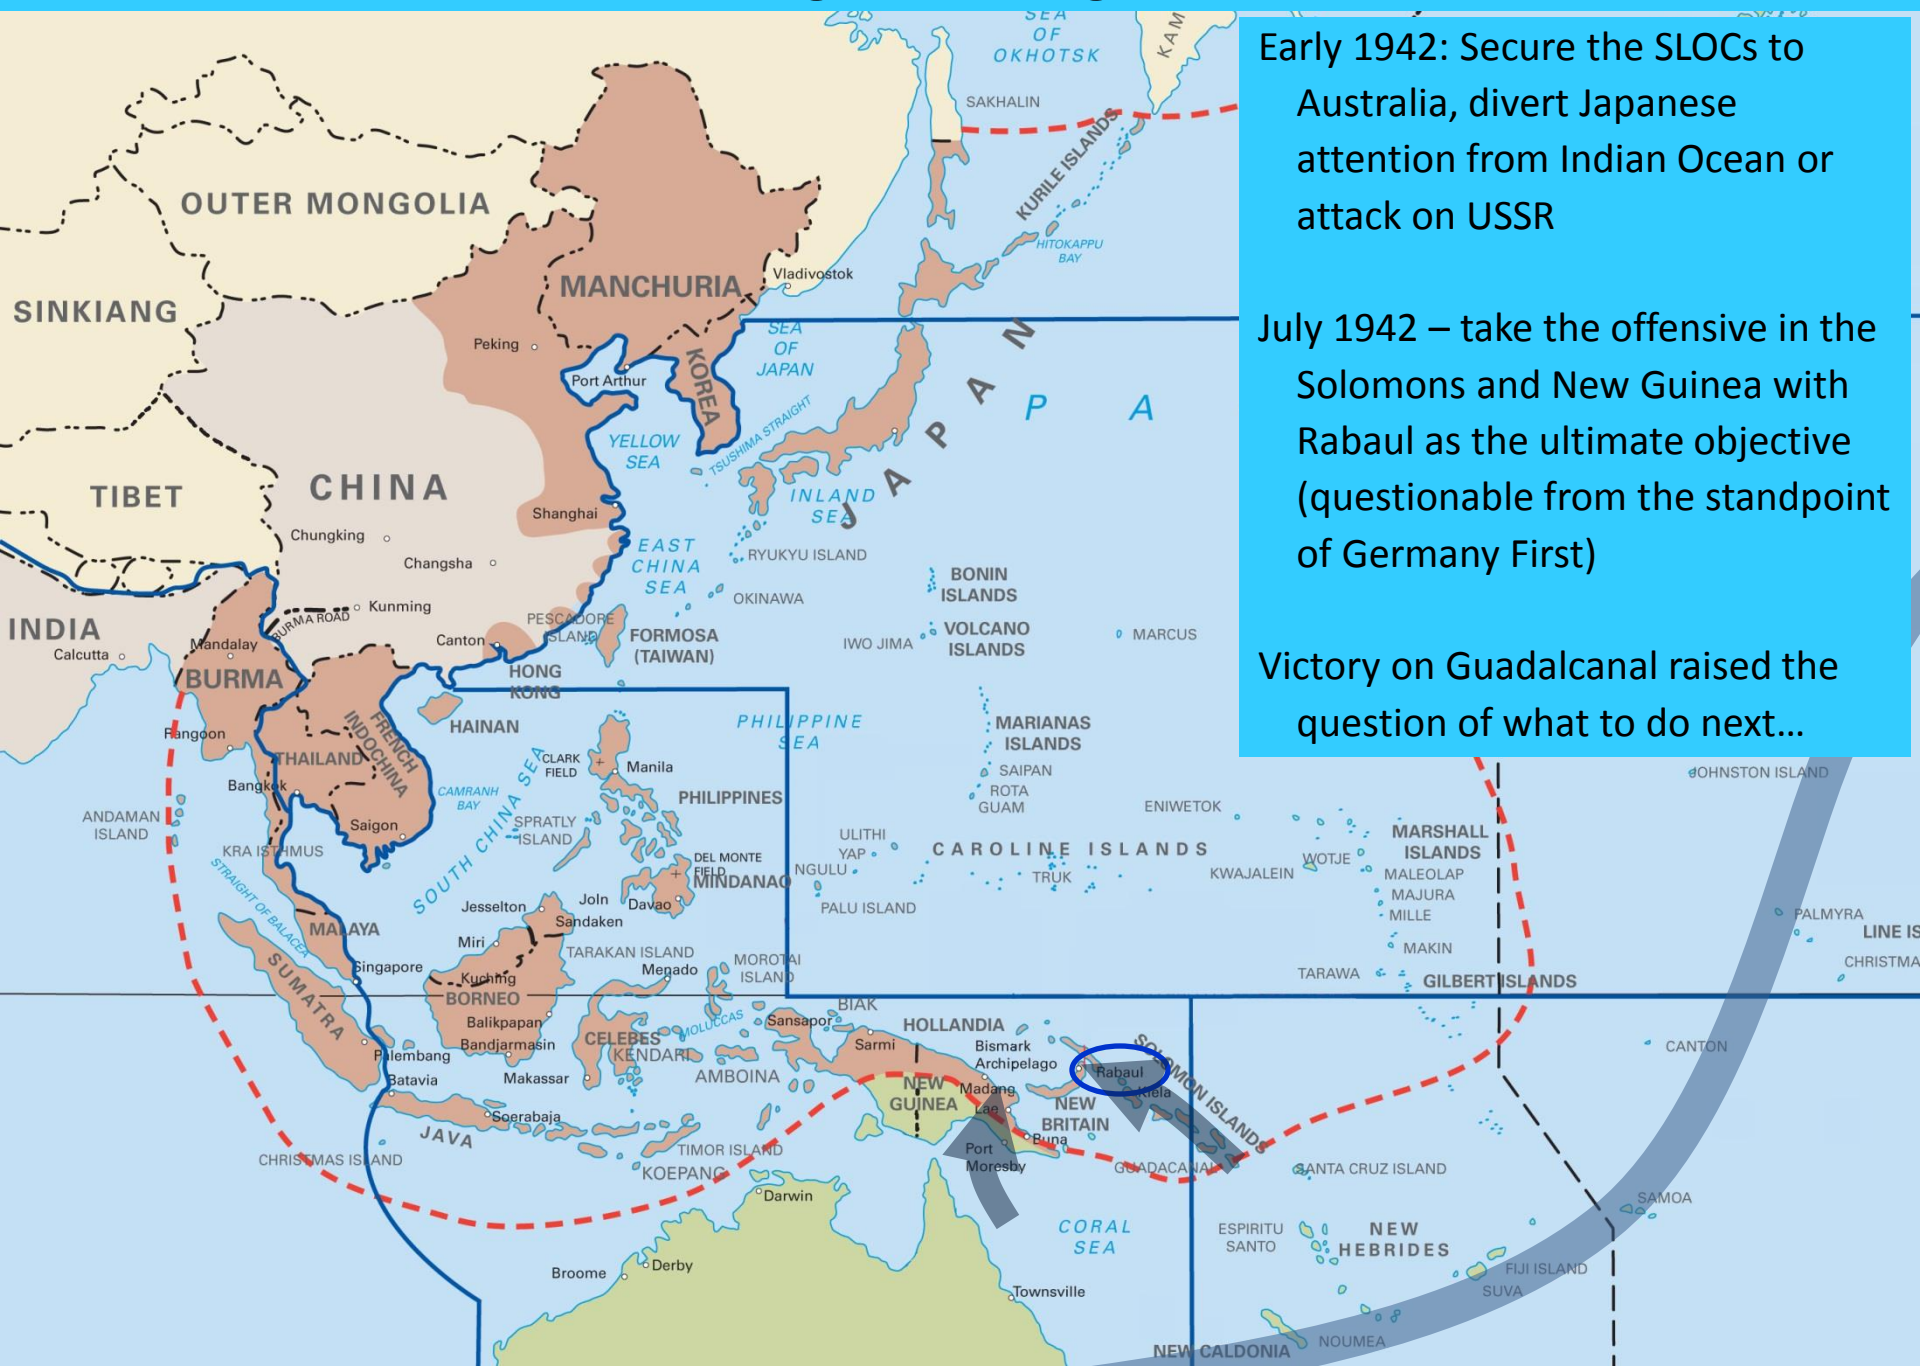 Early 1942: Secure the SLOCs to
Australia, divert Japanese
attention from Indian Ocean or
attack on USSR
July 1942 – take the offensive in the
Solomons and New Guinea with
Rabaul as the ultimate objective
(questionable from the standpoint
of Germany First)
Victory on Guadalcanal raised the
question of what to do next...
SEA
OF
OKHOTSK
SAKHALIN
KURILE ISLANDS
HITOKAPPU
BAY
OUTER MONGOLIA
MANCHURIA
Vladivostok
SINKIANG
SEA
OF
JAPAN
Peking
Port Arthur
KOREA
JAPAN
P A
YELLOW
SEA
TSUSHIMA STRAIGHT
INLAND
SEA
TIBET
CHINA
Shanghai
Chungking
Changsha
EAST
CHINA
SEA
RYUKYU ISLAND
OKINAWA
BONIN
ISLANDS
Kunming
BURMA ROAD
INDIA
Calcutta
Mandalay
BURMA
Canton
PESCADORE
ISLAND
FORMOSA
(TAIWAN)
IWO JIMA
VOLCANO
ISLANDS
MARCUS
HONG
KONG
HAINAN
Rangoon
THAILAND
FRENCH
INDOCHINA
Bangkok
PHILIPPINE
SEA
MARIANAS
ISLANDS
CLARK
FIELD
Manila
SAIPAN
ROTA
GUAM
JOHNSTON ISLAND
CAMRANH
BAY
PHILIPPINES
ENIWETOK
ANDAMAN
ISLAND
Saigon
SOUTH CHINA SEA
SPRATLY
ISLAND
ULITHI
YAP
MARSHALL
ISLANDS
KRA ISTHMUS
STRAIGHT OF BALACEA
DEL MONTE
FIELD
MINDANAO
NGULU
CAROLINE ISLANDS
TRUK
KWAJALEIN
WOTJE
MALEOLAP
MAJURA
MILLE
Jesselton
Joln
Sandaken
Davao
PALU ISLAND
PALMYRA
LINE IS
MALAYA
Miri
TARAKAN ISLAND
Menado
MOROTAI
ISLAND
MAKIN
TARAWA
GILBERT ISLANDS
CHRISTMA
Singapore
SUMATRA
Kuching
BORNEO
Balikpapan
Bandjarmasin
CELEBES
KENDARI
MOLUCCAS
Sansapor
BIAK
Sarmi
HOLLANDIA
Bismark
Archipelago
Rabaul
Kiela
SOLOMON ISLANDS
CANTON
Palembang
Batavia
Makassar
AMBOINA
NEW
GUINEA
Madang
Lae
NEW
BRITAIN
Buna
Soerabaja
JAVA
CHRISTMAS ISLAND
TIMOR ISLAND
KOEPANG
Port
Moresby
GUADACANAL
SANTA CRUZ ISLAND
Darwin
SAMOA
CORAL
SEA
ESPIRITU
SANTO
NEW
HEBRIDES
Broome
Derby
FIJI ISLAND
SUVA
Townsville
NEW CALDONIA
NOUMEA